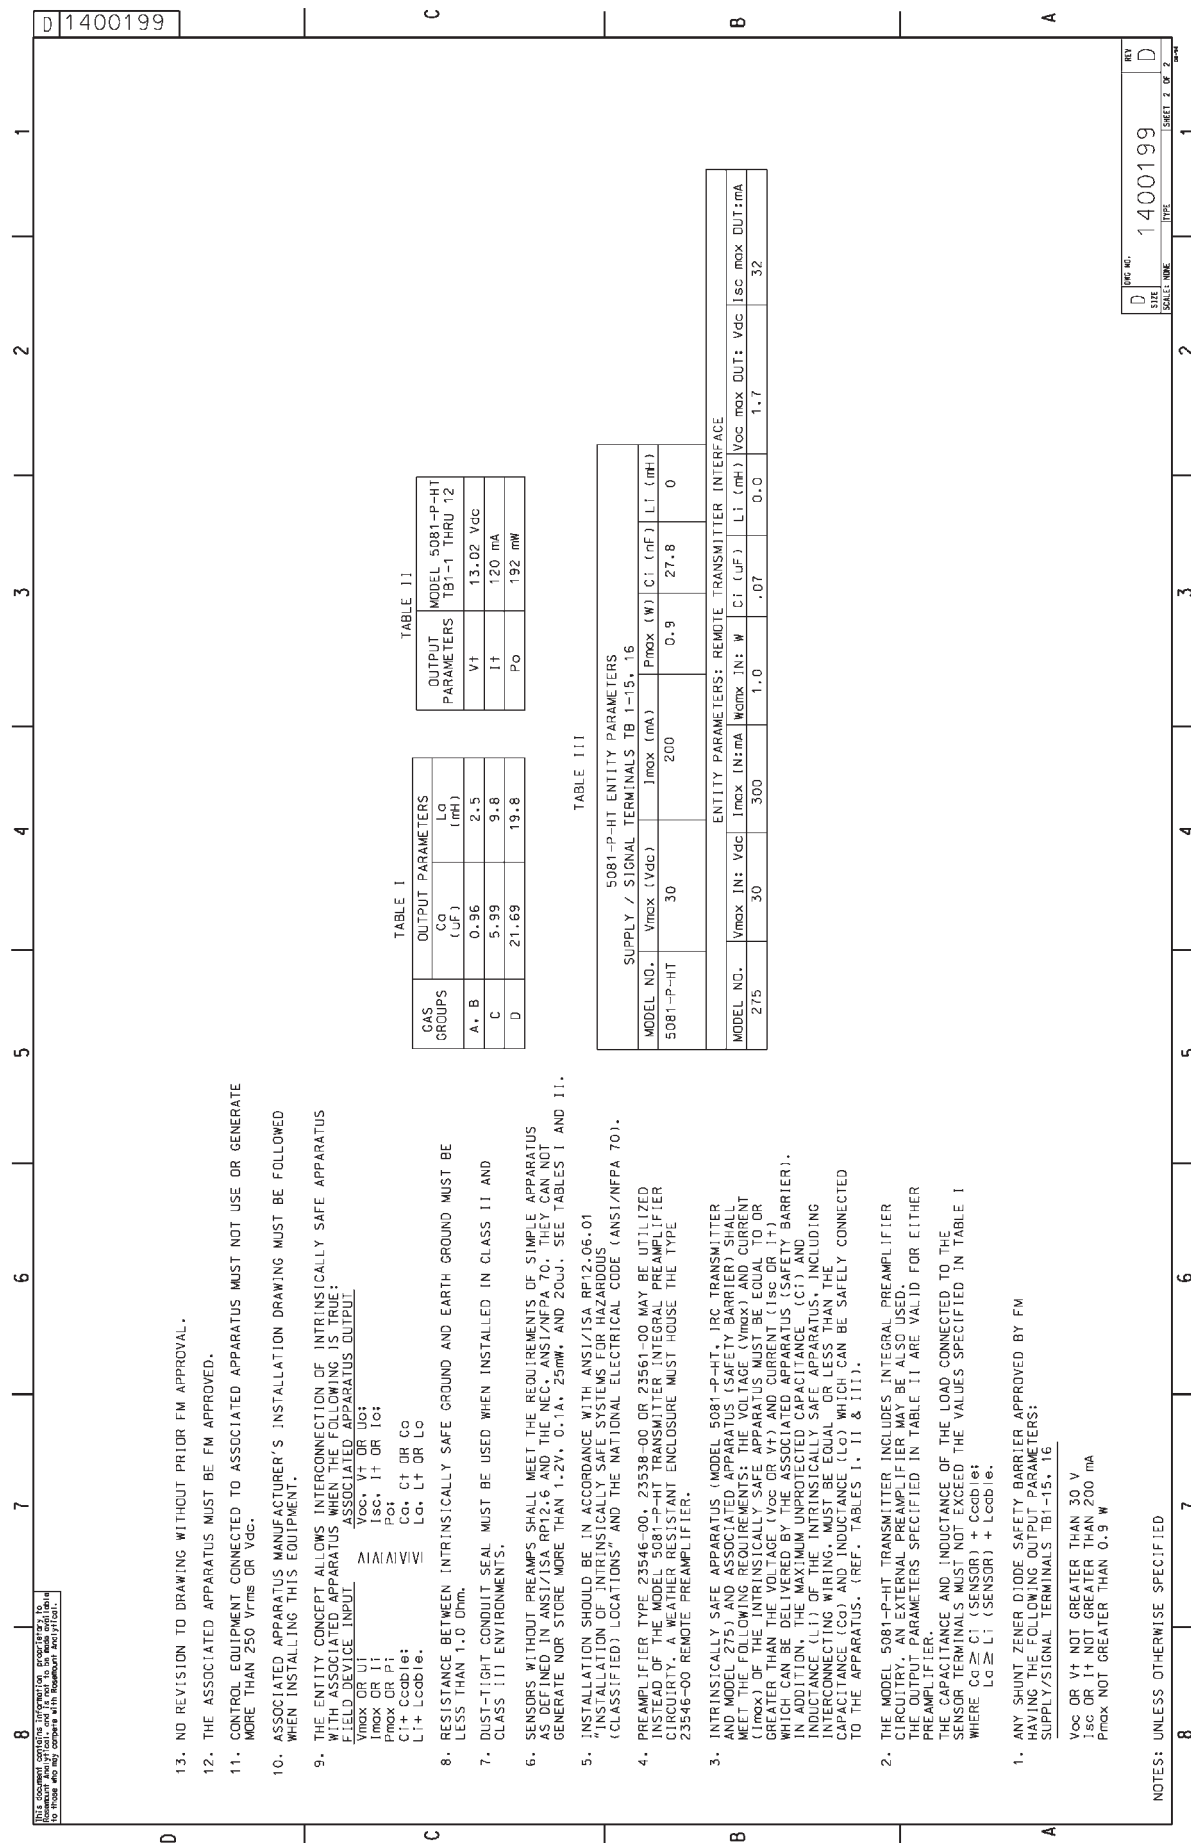 This document contains information proprietary to
Rosemount Analytical, and is not to be made available
to those who may compete with Rosemount Analytical.
8
7
6
5
4
3
2
1
D 1400199
D
C
B
A
13. NO REVISION TO DRAWING WITHOUT PRIOR FM APPROVAL.
12. THE ASSOCIATED APPARATUS MUST BE FM APPROVED.
11. CONTROL EQUIPMENT CONNECTED TO ASSOCIATED APPARATUS MUST NOT USE OR GENERATE
MORE THAN 250 Vrms OR Vdc.
10. ASSOCIATED APPARATUS MANUFACTURER'S INSTALLATION DRAWING MUST BE FOLLOWED
WHEN INSTALLING THIS EQUIPMENT.
9. THE ENTITY CONCEPT ALLOWS INTERCONNECTION OF INTRINSICALLY SAFE APPARATUS
WITH ASSOCIATED APPARATUS WHEN THE FOLLOWING IS TRUE:
FIELD DEVICE INPUT ASSOCIATED APPARATUS OUTPUT
Vmax OR Ui ≥ Voc, Vt OR Uo;
Imax OR Ii ≥ Isc, It OR Io;
Pmax OR Pi ≥ Po;
Ci+ Ccable; ≤ Ca, Ct OR Co
Li+ Lcable. ≤ La, Lt OR Lo
8. RESISTANCE BETWEEN INTRINSICALLY SAFE GROUND AND EARTH GROUND MUST BE
LESS THAN 1.0 Ohm.
7. DUST-TIGHT CONDUIT SEAL MUST BE USED WHEN INSTALLED IN CLASS II AND
CLASS III ENVIRONMENTS.
6. SENSORS WITHOUT PREAMPS SHALL MEET THE REQUIREMENTS OF SIMPLE APPARATUS
AS DEFINED IN ANSI/ISA RP12.6 AND THE NEC, ANSI/NFPA 70. THEY CAN NOT
GENERATE NOR STORE MORE THAN 1.2V, 0.1A, 25mW, AND 20uJ. SEE TABLES I AND II.
5. INSTALLATION SHOULD BE IN ACCORDANCE WITH ANSI/ISA RP12.06.01
"INSTALLATION OF INTRINSICALLY SAFE SYSTEMS FOR HAZARDOUS
(CLASSIFIED) LOCATIONS" AND THE NATIONAL ELECTRICAL CODE (ANSI/NFPA 70).
4. PREAMPLIFIER TYPE 23546-00, 23538-00 OR 23561-00 MAY BE UTILIZED
INSTEAD OF THE MODEL 5081-P-HT TRANSMITTER INTEGRAL PREAMPLIFIER
CIRCUITRY. A WEATHER RESISTANT ENCLOSURE MUST HOUSE THE TYPE
23546-00 REMOTE PREAMPLIFIER.
3. INTRINSICALLY SAFE APPARATUS (MODEL 5081-P-HT, IRC TRANSMITTER
AND MODEL 275) AND ASSOCIATED APPARATUS (SAFETY BARRIER) SHALL
MEET THE FOLLOWING REQUIREMENTS: THE VOLTAGE (Vmax) AND CURRENT
(Imax) OF THE INTRINSICALLY SAFE APPARATUS MUST BE EQUAL TO OR
GREATER THAN THE VOLTAGE (Voc OR Vt) AND CURRENT (Isc OR It)
WHICH CAN BE DELIVERED BY THE ASSOCIATED APPARATUS (SAFETY BARRIER).
IN ADDITION, THE MAXIMUM UNPROTECTED CAPACITANCE (Ci) AND
INDUCTANCE (Li) OF THE INTRINSICALLY SAFE APPARATUS, INCLUDING
INTERCONNECTING WIRING, MUST BE EQUAL OR LESS THAN THE
CAPACITANCE (Ca) AND INDUCTANCE (La) WHICH CAN BE SAFELY CONNECTED
TO THE APPARATUS. (REF. TABLES I, II & III).
2. THE MODEL 5081-P-HT TRANSMITTER INCLUDES INTEGRAL PREAMPLIFIER
CIRCUITRY. AN EXTERNAL PREAMPLIFIER MAY BE ALSO USED.
THE OUTPUT PARAMETERS SPECIFIED IN TABLE II ARE VALID FOR EITHER
PREAMPLIFIER.
THE CAPACITANCE AND INDUCTANCE OF THE LOAD CONNECTED TO THE
SENSOR TERMINALS MUST NOT EXCEED THE VALUES SPECIFIED IN TABLE I
WHERE Ca ≥ Ci (SENSOR) + Ccable;
La ≥ Li (SENSOR) + Lcable.
1. ANY SHUNT ZENER DIODE SAFETY BARRIER APPROVED BY FM
HAVING THE FOLLOWING OUTPUT PARAMETERS:
SUPPLY/SIGNAL TERMINALS TB1-15, 16
Voc OR Vt NOT GREATER THAN 30 V
Isc OR It NOT GREATER THAN 200 mA
Pmax NOT GREATER THAN 0.9 W
NOTES: UNLESS OTHERWISE SPECIFIED
TABLE I
GAS GROUPS OUTPUT PARAMETERS
Ca (uF) La (mH)
A, B 0.96 2.5
C 5.99 9.8
D 21.69 19.8
TABLE II
OUTPUT PARAMETERS MODEL 5081-P-HT TB1-1 THRU 12
Vt 13.02 Vdc
It 120 mA
Po 192 mW
TABLE III
5081-P-HT ENTITY PARAMETERS
SUPPLY / SIGNAL TERMINALS TB 1-15, 16
MODEL NO. Vmax (Vdc) Imax (mA) Pmax (W) Ci (nF) Li (mH)
5081-P-HT 30 200 0.9 27.8 0
ENTITY PARAMETERS: REMOTE TRANSMITTER INTERFACE
MODEL NO. Vmax IN: Vdc Imax IN:mA Wamx IN: W Ci (uF) Li (mH) Voc max OUT: Vdc Isc max OUT:mA
275 30 300 1.0 .07 0.0 1.7 32
D SIZE DWG NO. 1400199 REV D
SCALE: NONE TYPE SHEET 2 OF 2
8
7
6
5
4
3
2
1
D
C
B
A